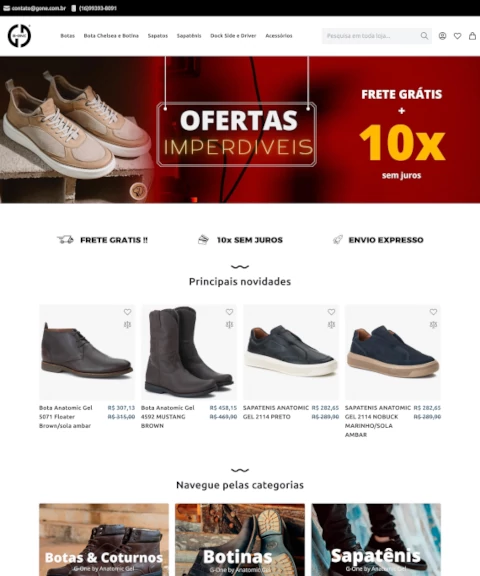 contato@gone.com.br (16)99393-8091
Botas Bota Chelsea e Botina Sapatos Sapatênis Dock Side e Driver Acessórios
Pesquisa em toda loja...
OFERTAS
IMPERDIVEIS
FRETE GRÁTIS
+
10x
sem juros
FRETE GRATIS !!
10x SEM JUROS
ENVIO EXPRESSO
Principais novidades
Bota Anatomic Gel 5071 Floater Brown/sola ambar
R$ 307,13
R$ 315,00
Bota Anatomic Gel 4592 MUSTANG BROWN
R$ 458,15
R$ 469,90
SAPATENIS ANATOMIC GEL 2114 PRETO
R$ 282,65
R$ 289,90
SAPATENIS ANATOMIC GEL 2114 NOBUCK MARINHO/SOLA AMBAR
R$ 282,65
R$ 289,90
Navegue pelas categorias
Botas & Coturnos
G-One by Anatomic Gel
Botinas
G-One by Anatomic Gel
Sapatênis
G-One by Anatomic Gel